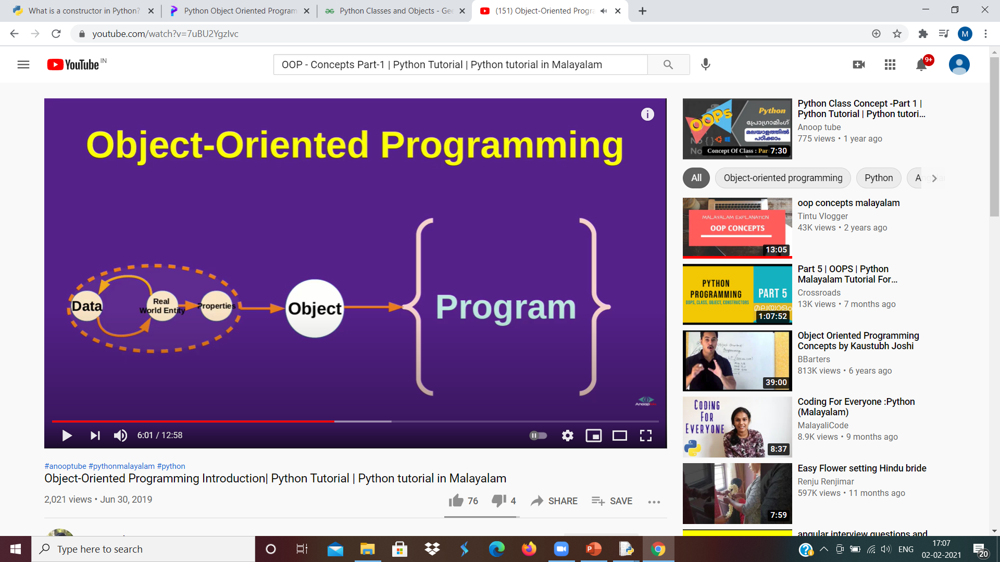 What is a constructor in Python?
Python Object Oriented Program
Python Classes and Objects - Gee
(151) Object-Oriented Progra
youtube.com/watch?v=7uBU2YgzIvc
M
YouTube IN
OOP - Concepts Part-1 | Python Tutorial | Python tutorial in Malayalam
9+
Object-Oriented Programming
Data
Real
World Entity
Properties
Object
Program
Anoop
6:01 / 12:58
#anooptube #pythonmalayalam #python
Object-Oriented Programming Introduction| Python Tutorial | Python tutorial in Malayalam
2,021 views • Jun 30, 2019
76
4
SHARE
SAVE
OOPS
Python
പ്രോഗ്രാമിംഗ്
മലയാളത്തിൽ
പഠിക്കാം
No { }
No
Concept Of Class : Par
7:30
Python Class Concept -Part 1 |
Python Tutorial | Python tutori...
Anoop tube
775 views • 1 year ago
All
Object-oriented programming
Python
MALAYALAM EXPLANATION
OOP CONCEPTS
13:05
oop concepts malayalam
Tintu Vlogger
43K views • 2 years ago
PYTHON
PROGRAMMING
OOPS, CLASS, OBJECT, CONSTRUCTORS
PART 5
മലയാളം
1:07:52
Part 5 | OOPS | Python
Malayalam Tutorial For...
Crossroads
13K views • 7 months ago
Object Oriented
Programming
39:00
Object Oriented Programming
Concepts by Kaustubh Joshi
BBarters
813K views • 6 years ago
CODING
FOR
EVERYONE
8:37
Coding For Everyone :Python
(Malayalam)
MalayaliCode
8.9K views • 9 months ago
7:59
Easy Flower setting Hindu bride
Renju Renjimar
597K views • 11 months ago
angular interview questions and
Type here to search
ENG
17:07
02-02-2021
20